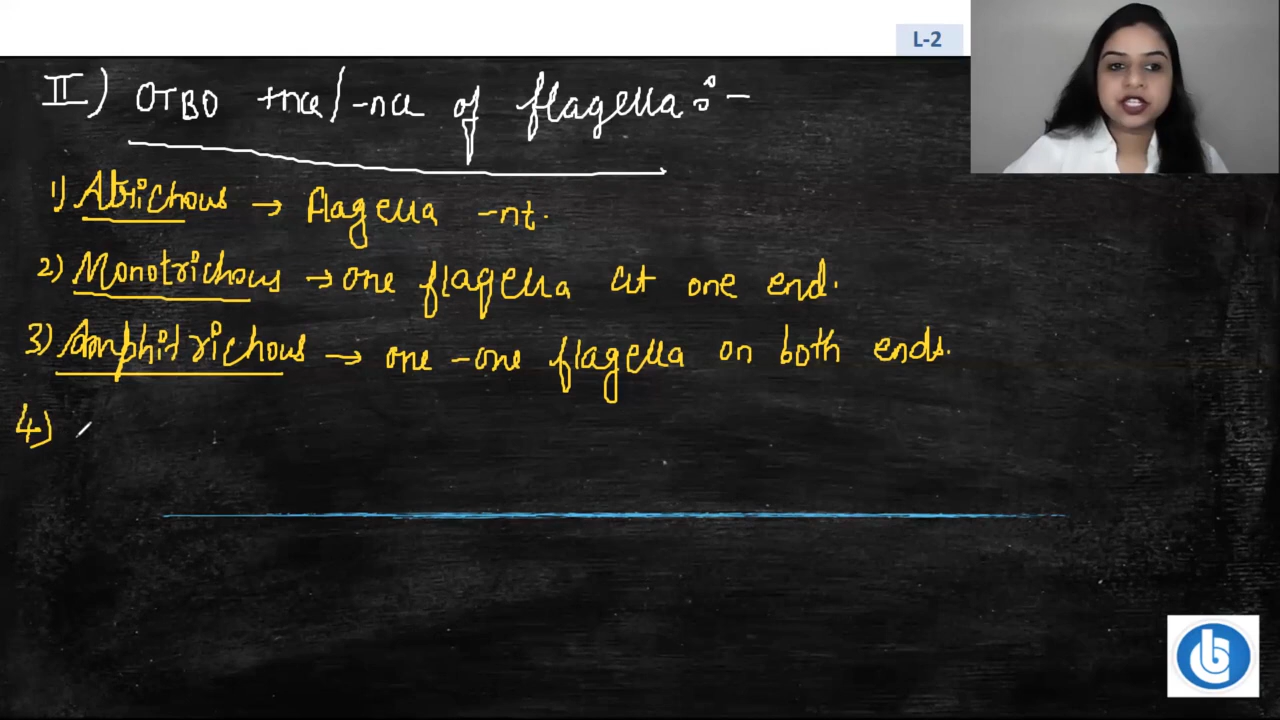 L-2
II) OTBO +nce/-nce of flagella :-
1) Atrichous → flagella -nt.
2) Monotrichous → one flagella at one end.
3) Amphitrichous → one-one flagella on both ends.
4)